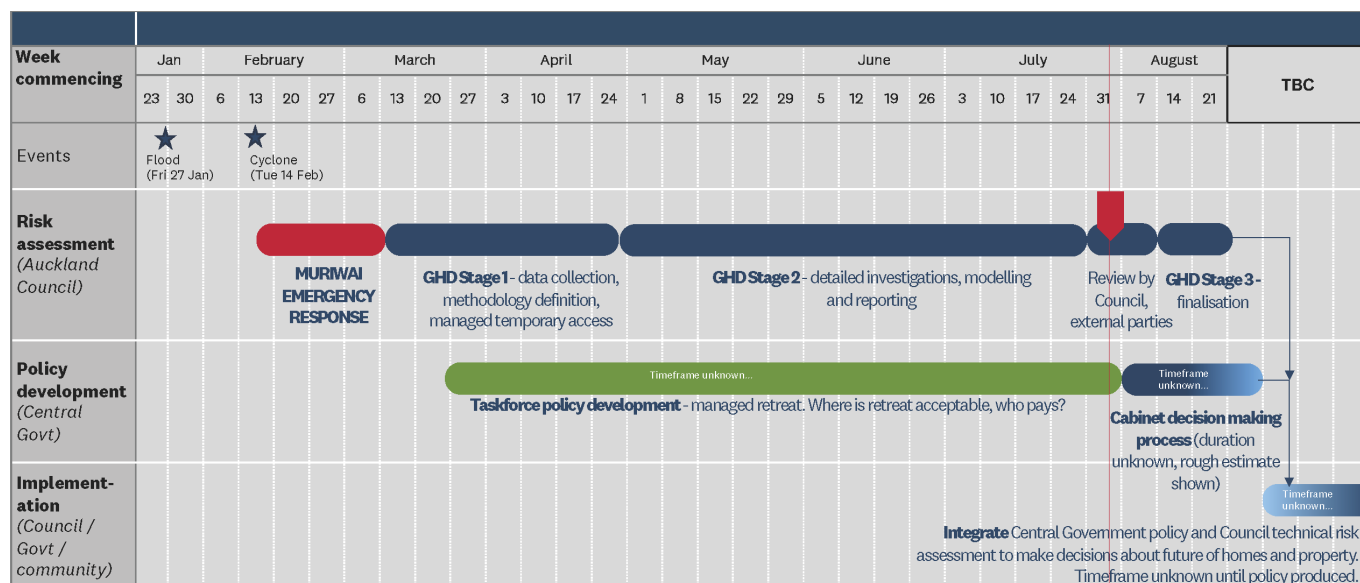 Week
commencing
Jan February March April May June July August
TBC
23 30 6 13 20 27 6 13 20 27 3 10 17 24 1 8 15 22 29 5 12 19 26 3 10 17 24 31 7 14 21
Events
Flood
(Fri 27 Jan)
Cyclone
(Tue 14 Feb)
Risk
assessment
(Auckland
Council)
MURIWAI
EMERGENCY
RESPONSE
GHD Stage 1 - data collection,
methodology definition,
managed temporary access
GHD Stage 2 - detailed investigations, modelling
and reporting
Review by
Council,
external parties
GHD Stage 3 -
finalisation
Policy
development
(Central
Govt)
Timeframe unknown...
Taskforce policy development - managed retreat. Where is retreat acceptable, who pays?
Timeframe
unknown...
Cabinet decision making
process (duration
unknown, rough estimate
shown)
Implement-
ation
(Council /
Govt /
community)
Timeframe
unknown...
Integrate Central Government policy and Council technical risk
assessment to make decisions about future of homes and property.
Timeframe unknown until policy produced.